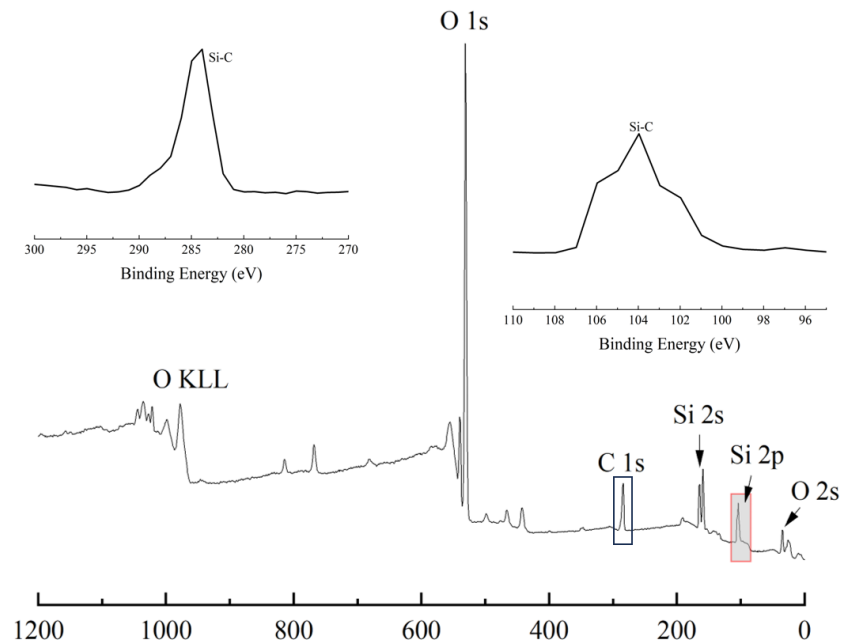 O 1s
Si-C
300 295 290 285 280 275 270
Binding Energy (eV)
Si-C
110 108 106 104 102 100 98 96
Binding Energy (eV)
O KLL
C 1s
Si 2s
Si 2p
O 2s
1200 1000 800 600 400 200 0